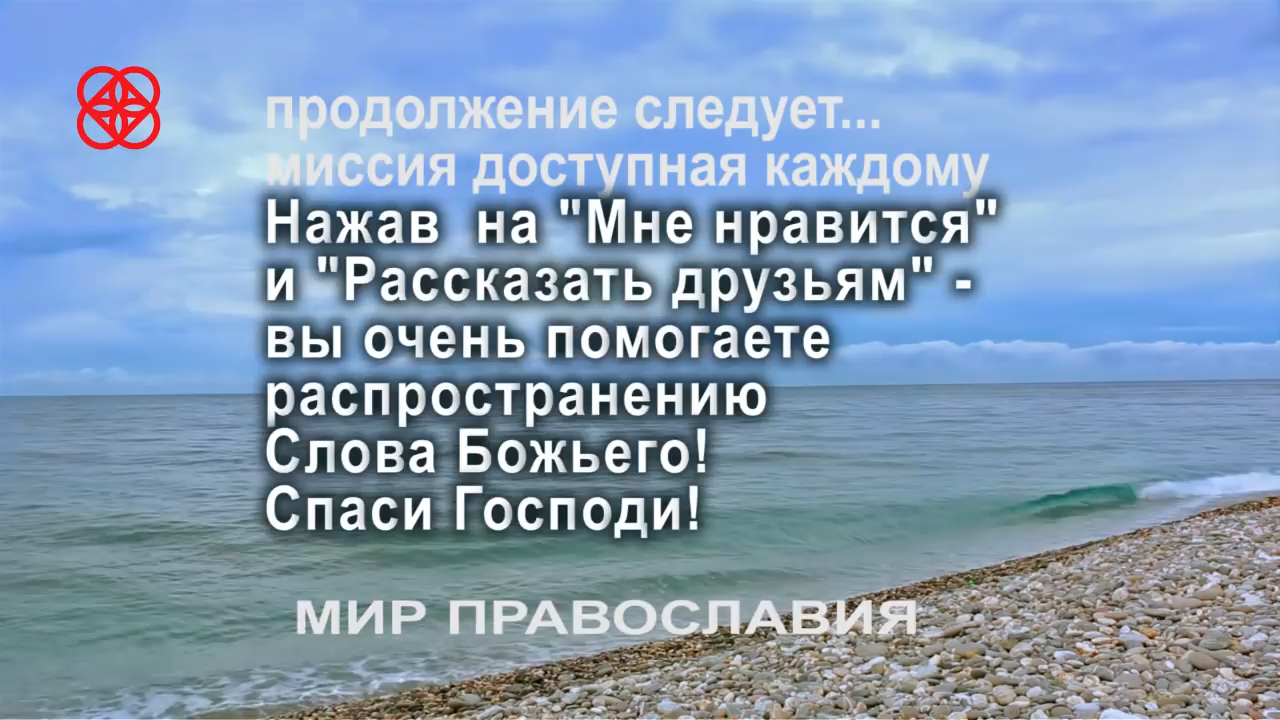 продолжение следует...
миссия доступная каждому
Нажав на "Мне нравится"
и "Рассказать друзьям" -
вы очень помогаете
распространению
Слова Божьего!
Спаси Господи!
МИР ПРАВОСЛАВИЯ